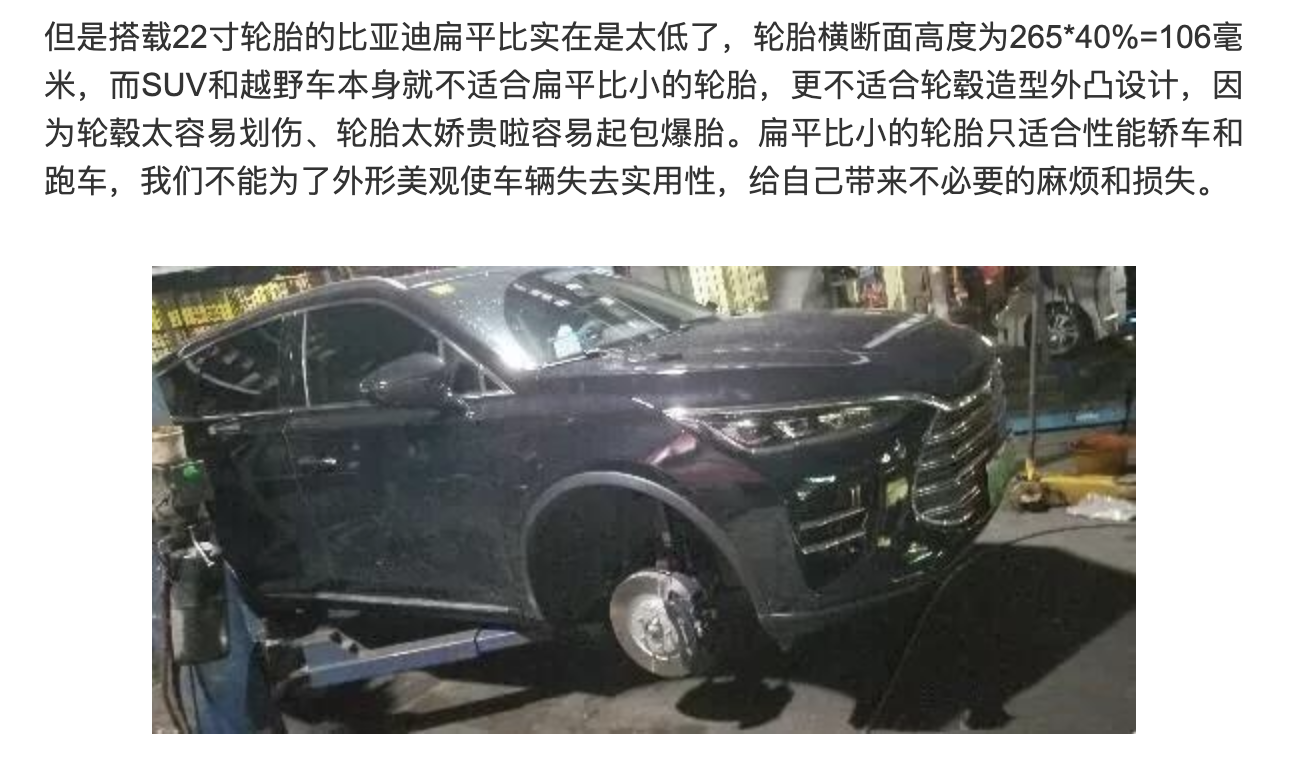 但是搭载22寸轮胎的比亚迪扁平比实在是太低了，轮胎横断面高度为265*40%=106毫
米，而SUV和越野车本身就不适合扁平比小的轮胎，更不适合轮毂造型外凸设计，因
为轮毂太容易划伤、轮胎太娇贵啦容易起包爆胎。扁平比小的轮胎只适合性能轿车和
跑车，我们不能为了外形美观使车辆失去实用性，给自己带来不必要的麻烦和损失。